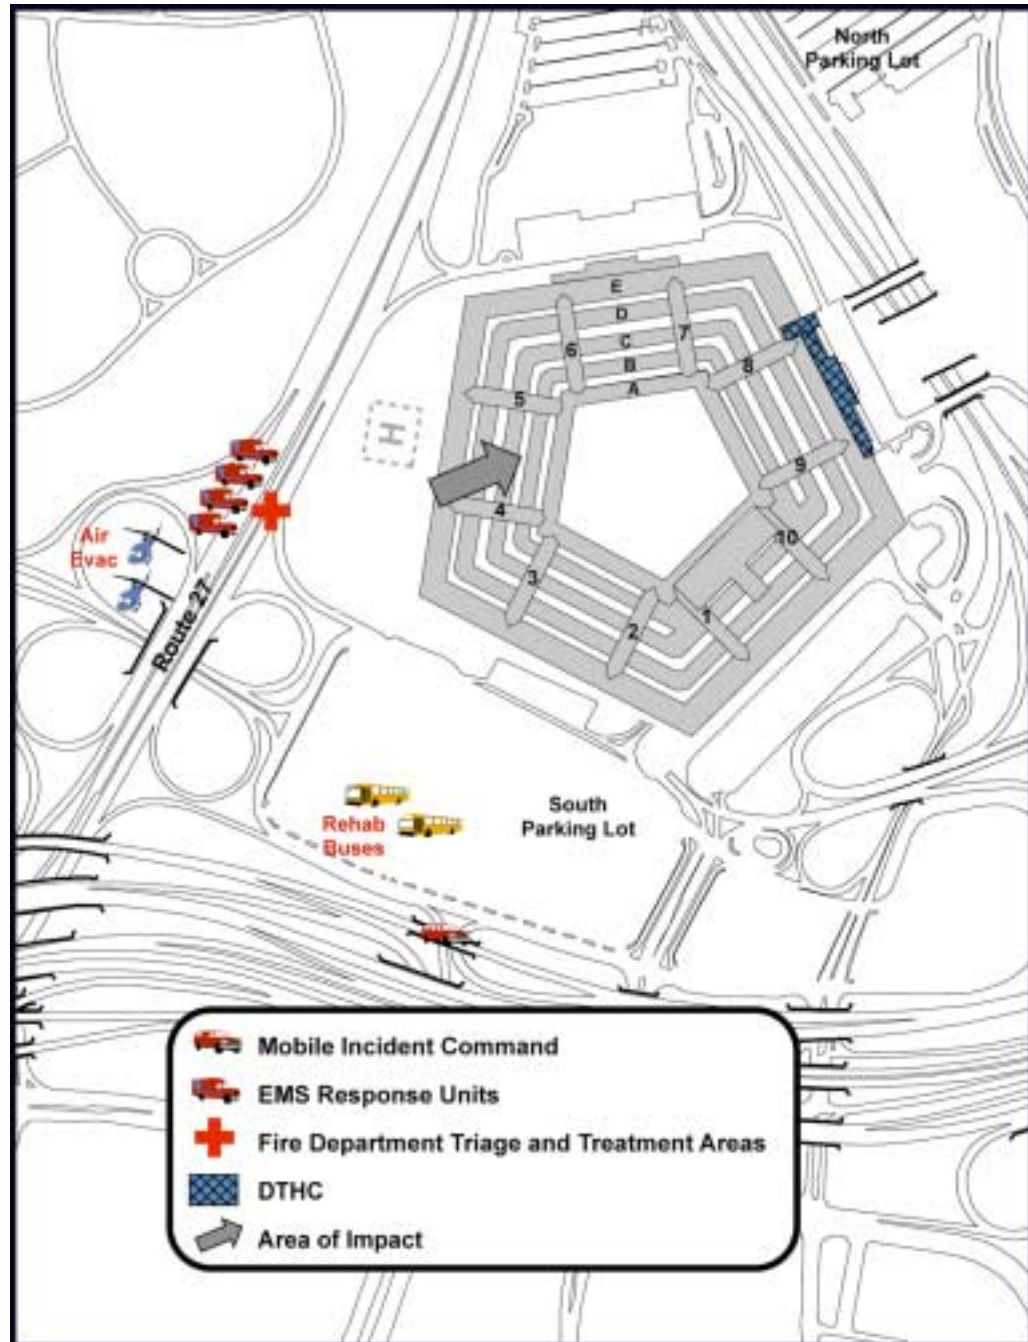 North
Parking Lot
E
D
C
B
A
6
7
8
5
H
9
4
10
3
2
1
Air
Evac
Route 27
South
Parking Lot
Rehab
Buses
Mobile Incident Command
EMS Response Units
Fire Department Triage and Treatment Areas
DTHC
Area of Impact